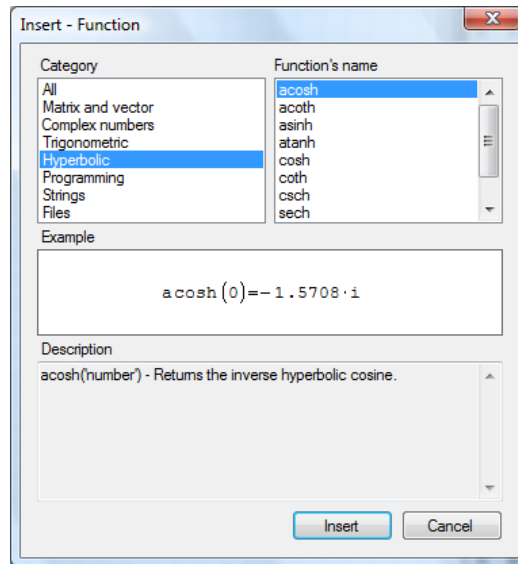 Insert - Function
Category
All
Matrix and vector
Complex numbers
Trigonometric
Hyperbolic
Programming
Strings
Files
Function's name
acosh
acoth
asinh
atanh
cosh
coth
csch
sech
Example
acosh(0)=-1.5708·i
Description
acosh('number') - Returns the inverse hyperbolic cosine.
Insert
Cancel